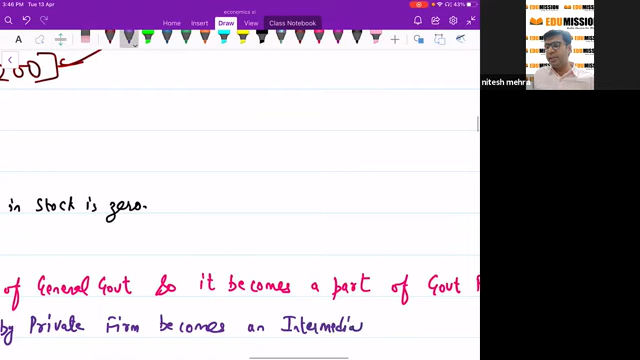 3:46 PM Tue 13 Apr
economics xi
43%
Home Insert Draw View Class Notebook
200]
in Stock is zero.
of General Govt So it becomes a part of Govt
by Private Firm becomes an Intermedia
EDUMISSION
nitesh mehra